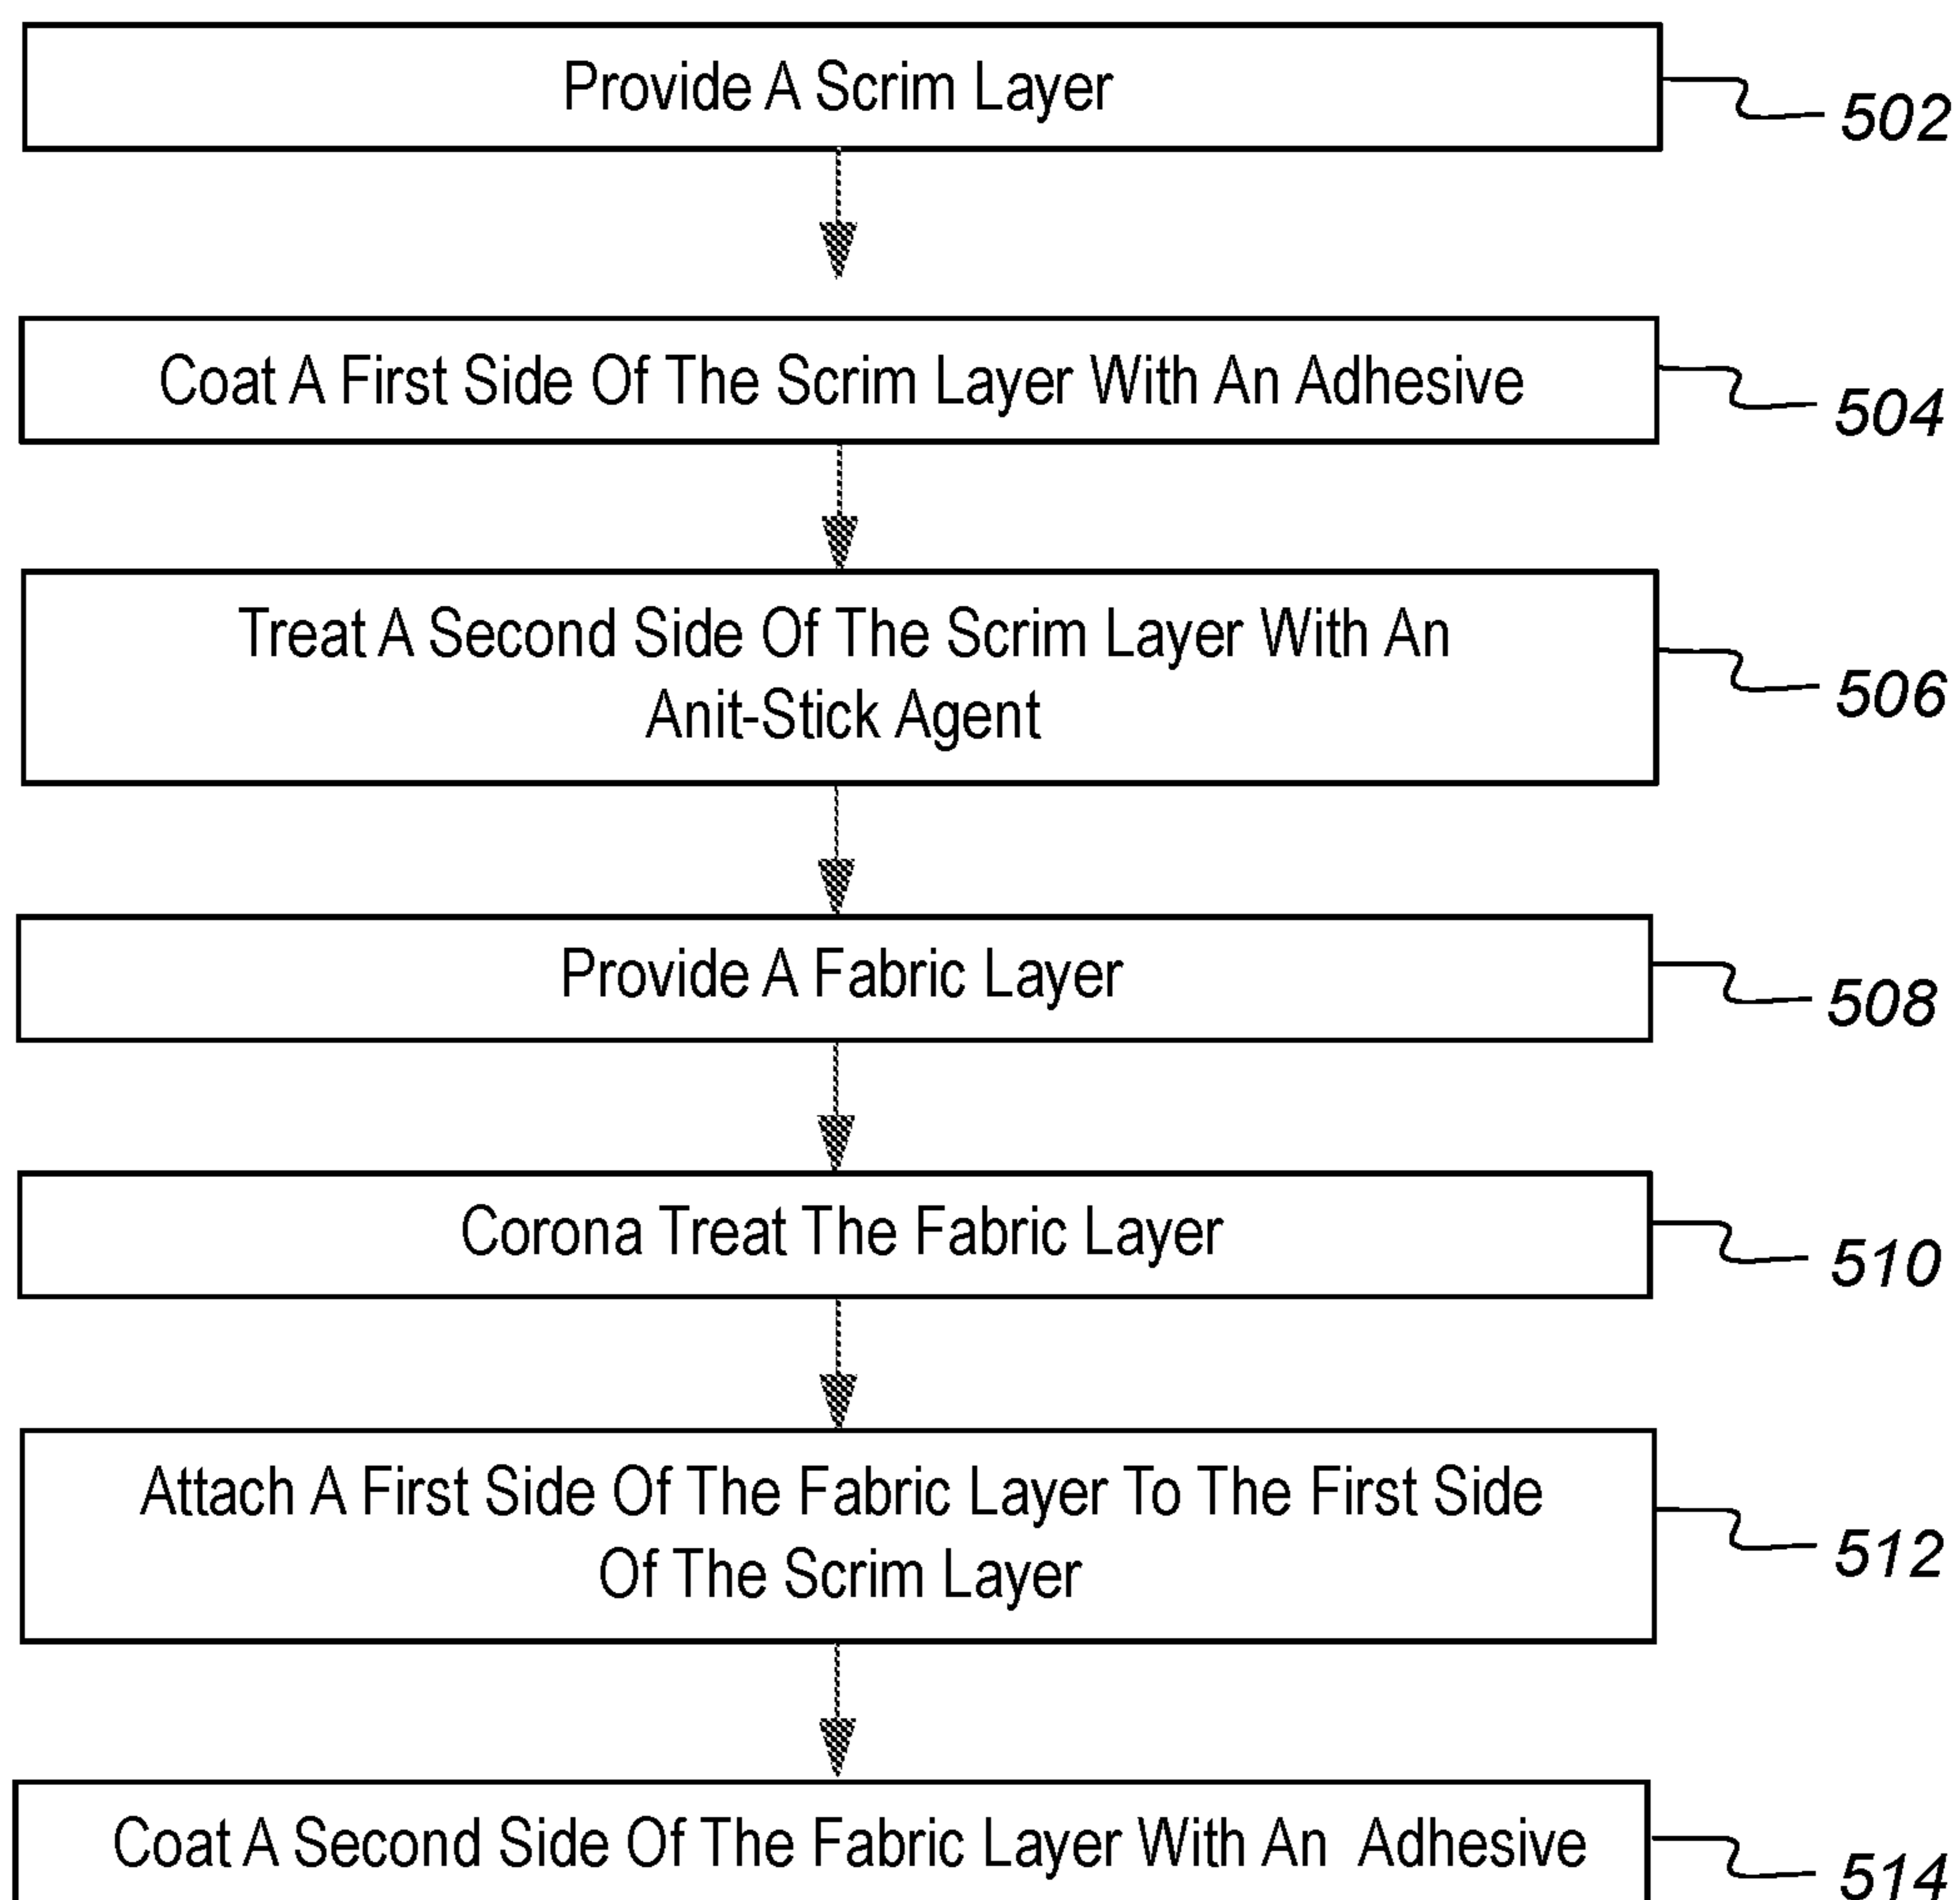 Provide A Scrim Layer
502
Coat A First Side Of The Scrim Layer With An Adhesive
504
Treat A Second Side Of The Scrim Layer With An
Anit-Stick Agent
506
Provide A Fabric Layer
508
Corona Treat The Fabric Layer
510
Attach A First Side Of The Fabric Layer To The First Side
Of The Scrim Layer
512
Coat A Second Side Of The Fabric Layer With An Adhesive
514